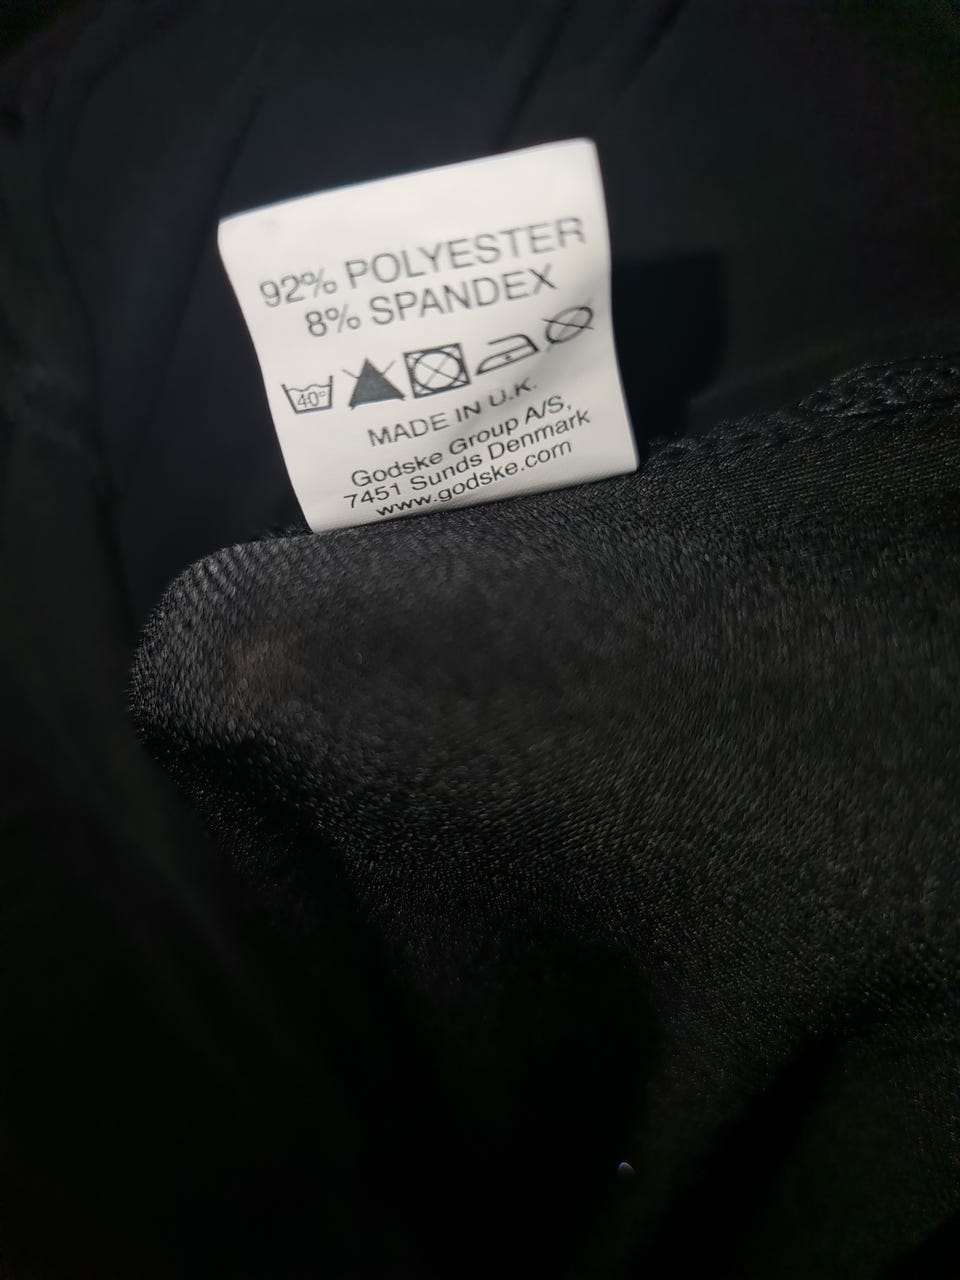 92% POLYESTER
8% SPANDEX
40°
MADE IN U.K.
Godske Group A/S,
7451 Sunds Denmark
www.godske.com